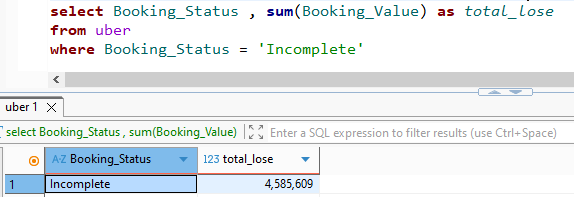 select Booking_Status , sum(Booking_Value) as total_lose
from uber
where Booking_Status = 'Incomplete'
uber 1
select Booking_Status , sum(Booking_Value) Enter a SQL expression to filter results (use Ctrl+Space)
A-Z Booking_Status 123 total_lose
1 Incomplete 4,585,609